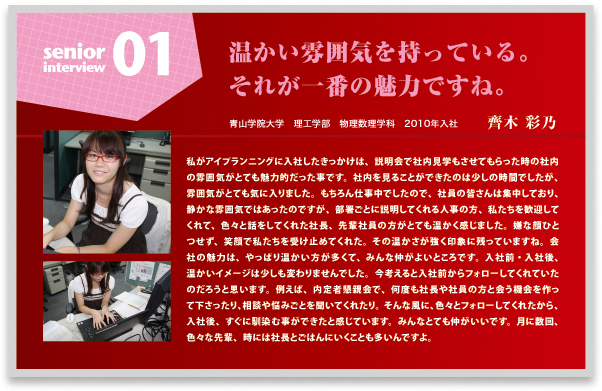 senior
interview 01
温かい雰囲気を持っている。
それが一番の魅力ですね。
青山学院大学　理工学部　物理数理学科　2010年入社　齊木 彩乃
私がアイプランニングに入社したきっかけは、説明会で社内見学もさせてもらった時の社内
の雰囲気がとても魅力的だった事です。社内を見ることができたのは少しの時間でしたが、
雰囲気がとても気に入りました。もちろん仕事中でしたので、社員の皆さんは集中しており、
静かな雰囲気ではあったのですが、部署ごとに説明してくれる人事の方、私たちを歓迎して
くれて、色々と話をしてくれた社長、先輩社員の方がとても温かく感じました。嫌な顔ひと
つせず、笑顔で私たちを受け止めてくれた。その温かさが強く印象に残っていますね。会
社の魅力は、やっぱり温かい方が多くて、みんな仲がよいところです。入社前・入社後、
温かいイメージは少しも変わりませんでした。今考えると入社前からフォローしてくれていた
のだろうと思います。例えば、内定者懇親会で、何度も社長や社員の方と会う機会を作っ
て下さったり、相談や悩みごとを聞いてくれたり。そんな風に、色々とフォローしてくれたから、
入社後、すぐに馴染む事ができたと感じています。みんなとても仲がいいです。月に数回、
色々な先輩、時には社長とごはんにいくことも多いんですよ。